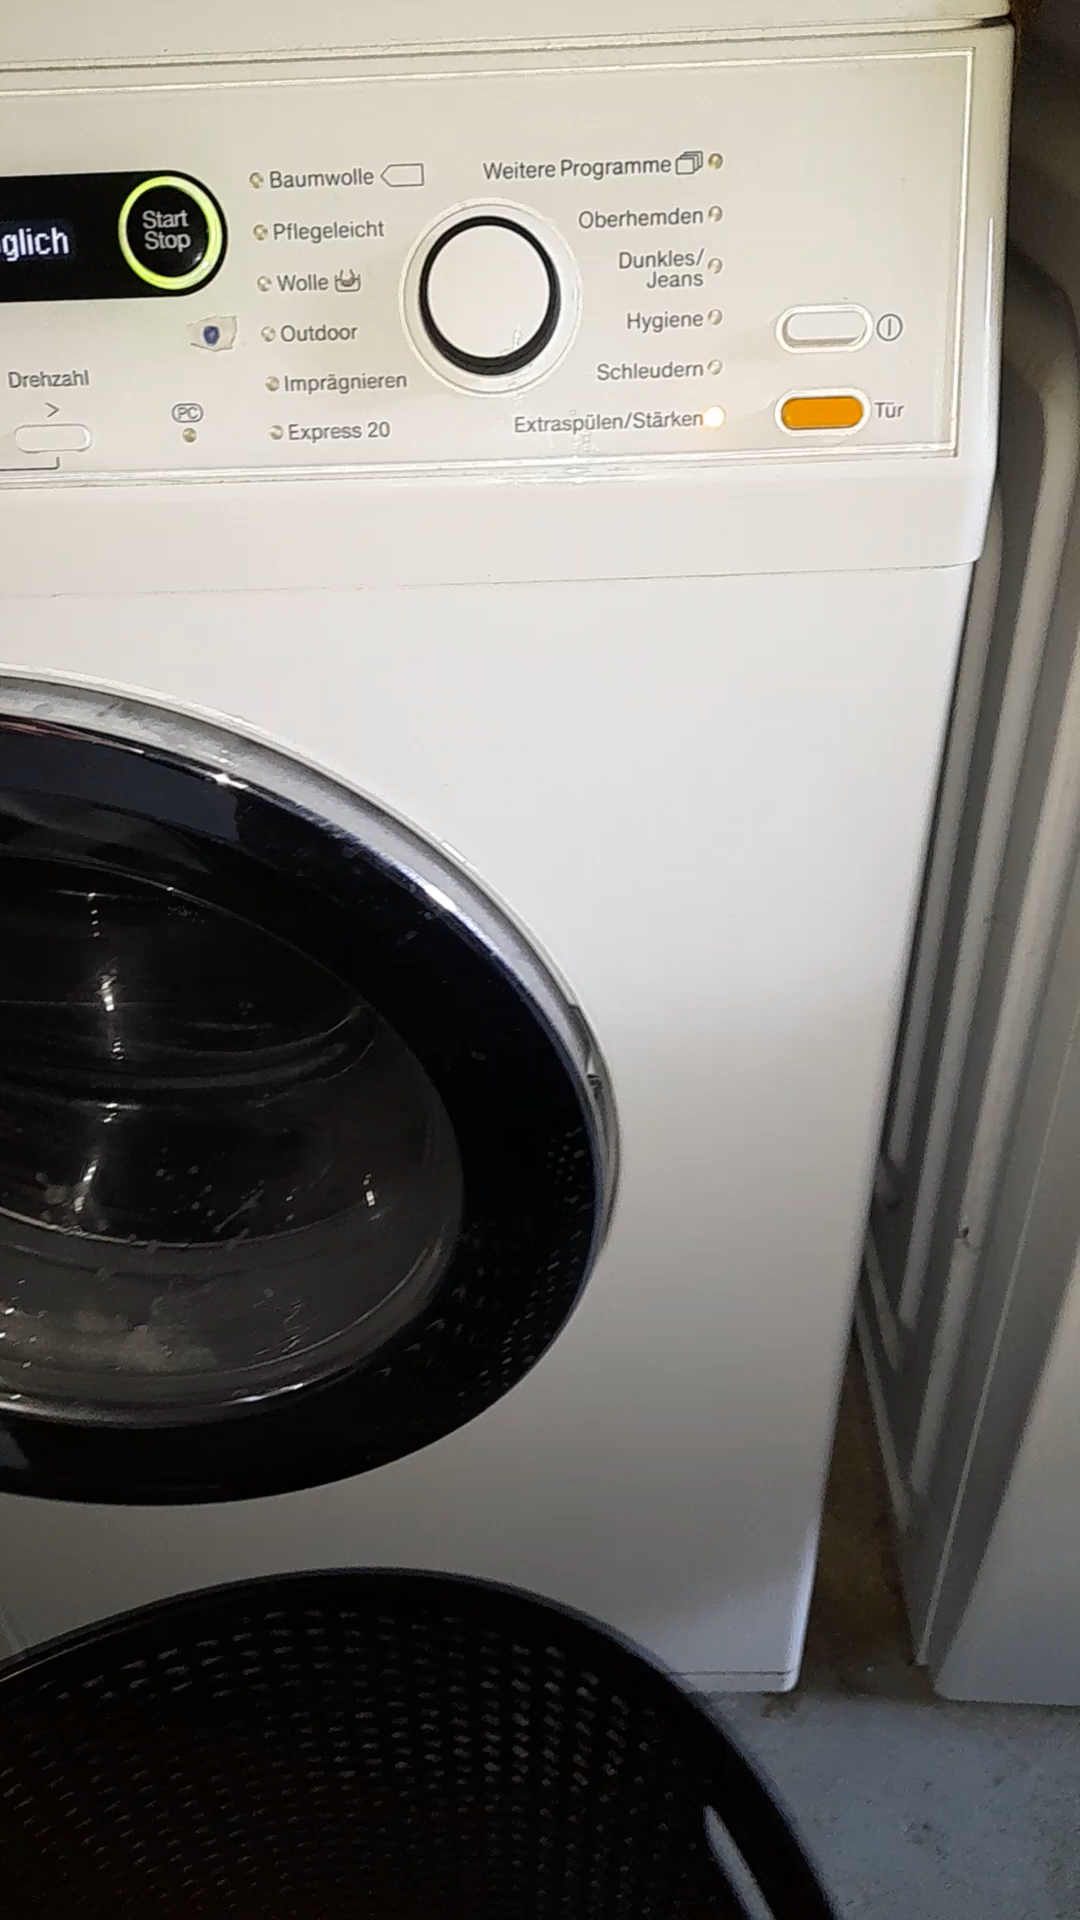 glich
Start
Stop
Baumwolle
Pflegeleicht
Wolle
Outdoor
Imprägnieren
Express 20
Drehzahl
>
PC
Weitere Programme
Oberhemden
Dunkles/
Jeans
Hygiene
Schleudern
Extraspülen/Stärken
Tür